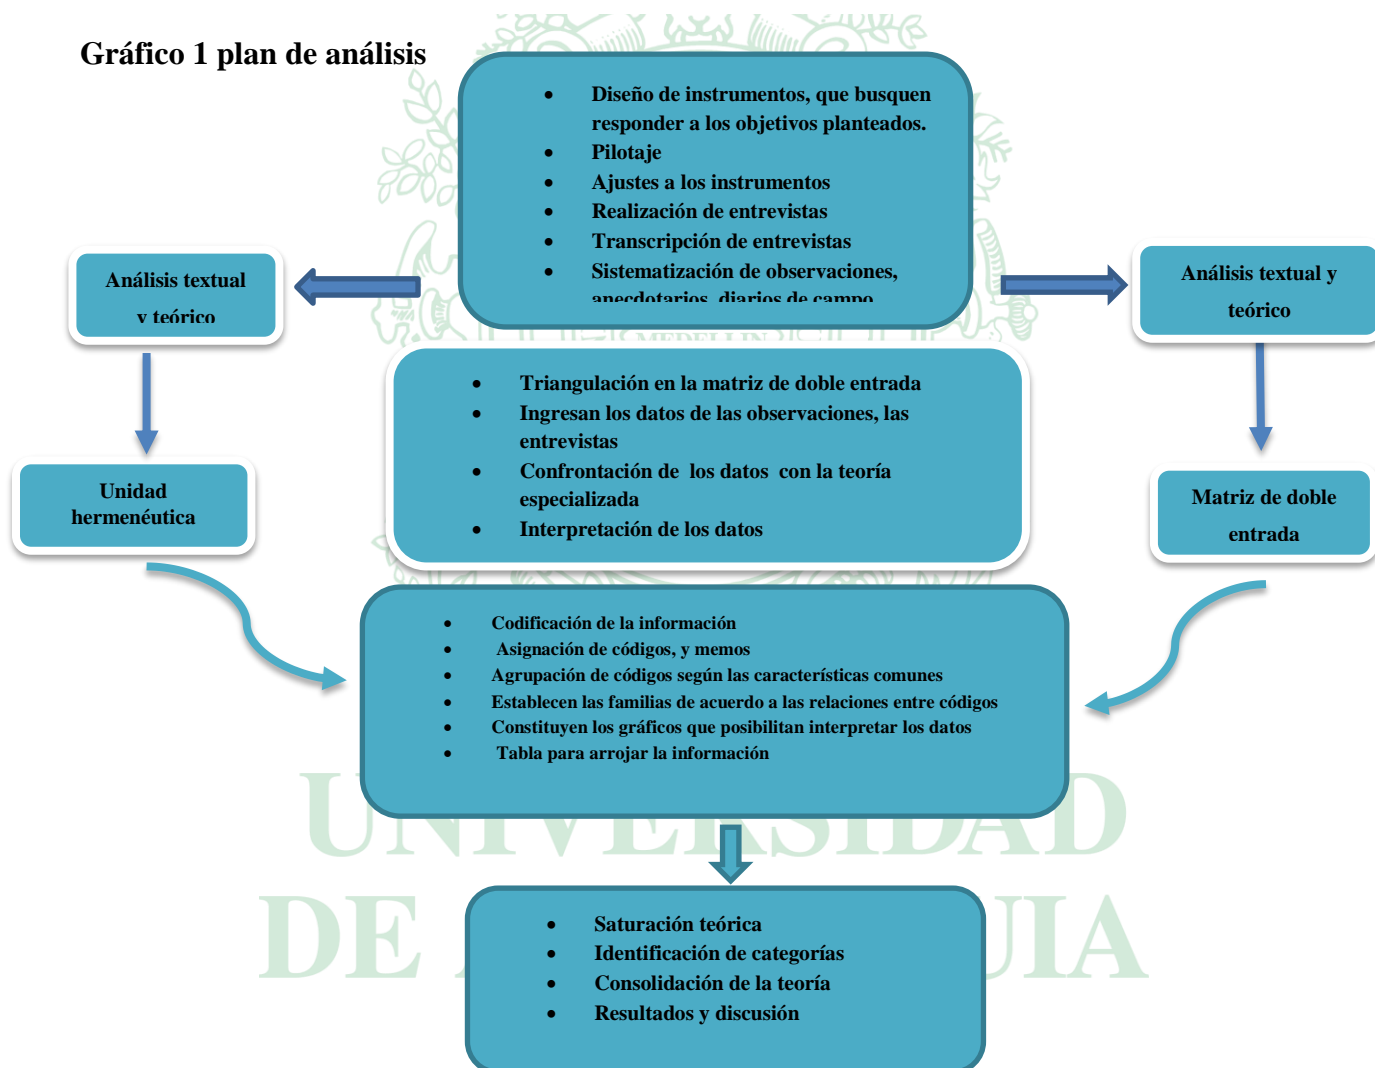 Gráfico 1 plan de análisis
• Diseño de instrumentos, que busquen
responder a los objetivos planteados.
• Pilotaje
• Ajustes a los instrumentos
• Realización de entrevistas
• Transcripción de entrevistas
• Sistematización de observaciones,
anecdotarios, diarios de campo
Análisis textual
y teórico
Análisis textual y
teórico
MEDELLIN
• Triangulación en la matriz de doble entrada
• Ingresan los datos de las observaciones, las
entrevistas
• Confrontación de los datos con la teoría
especializada
• Interpretación de los datos
Unidad
hermenéutica
Matriz de doble
entrada
• Codificación de la información
• Asignación de códigos, y memos
• Agrupación de códigos según las características comunes
• Establecen las familias de acuerdo a las relaciones entre códigos
• Constituyen los gráficos que posibilitan interpretar los datos
• Tabla para arrojar la información
UNIVERSIDAD
DE
• Saturación teórica
• Identificación de categorías
• Consolidación de la teoría
• Resultados y discusión